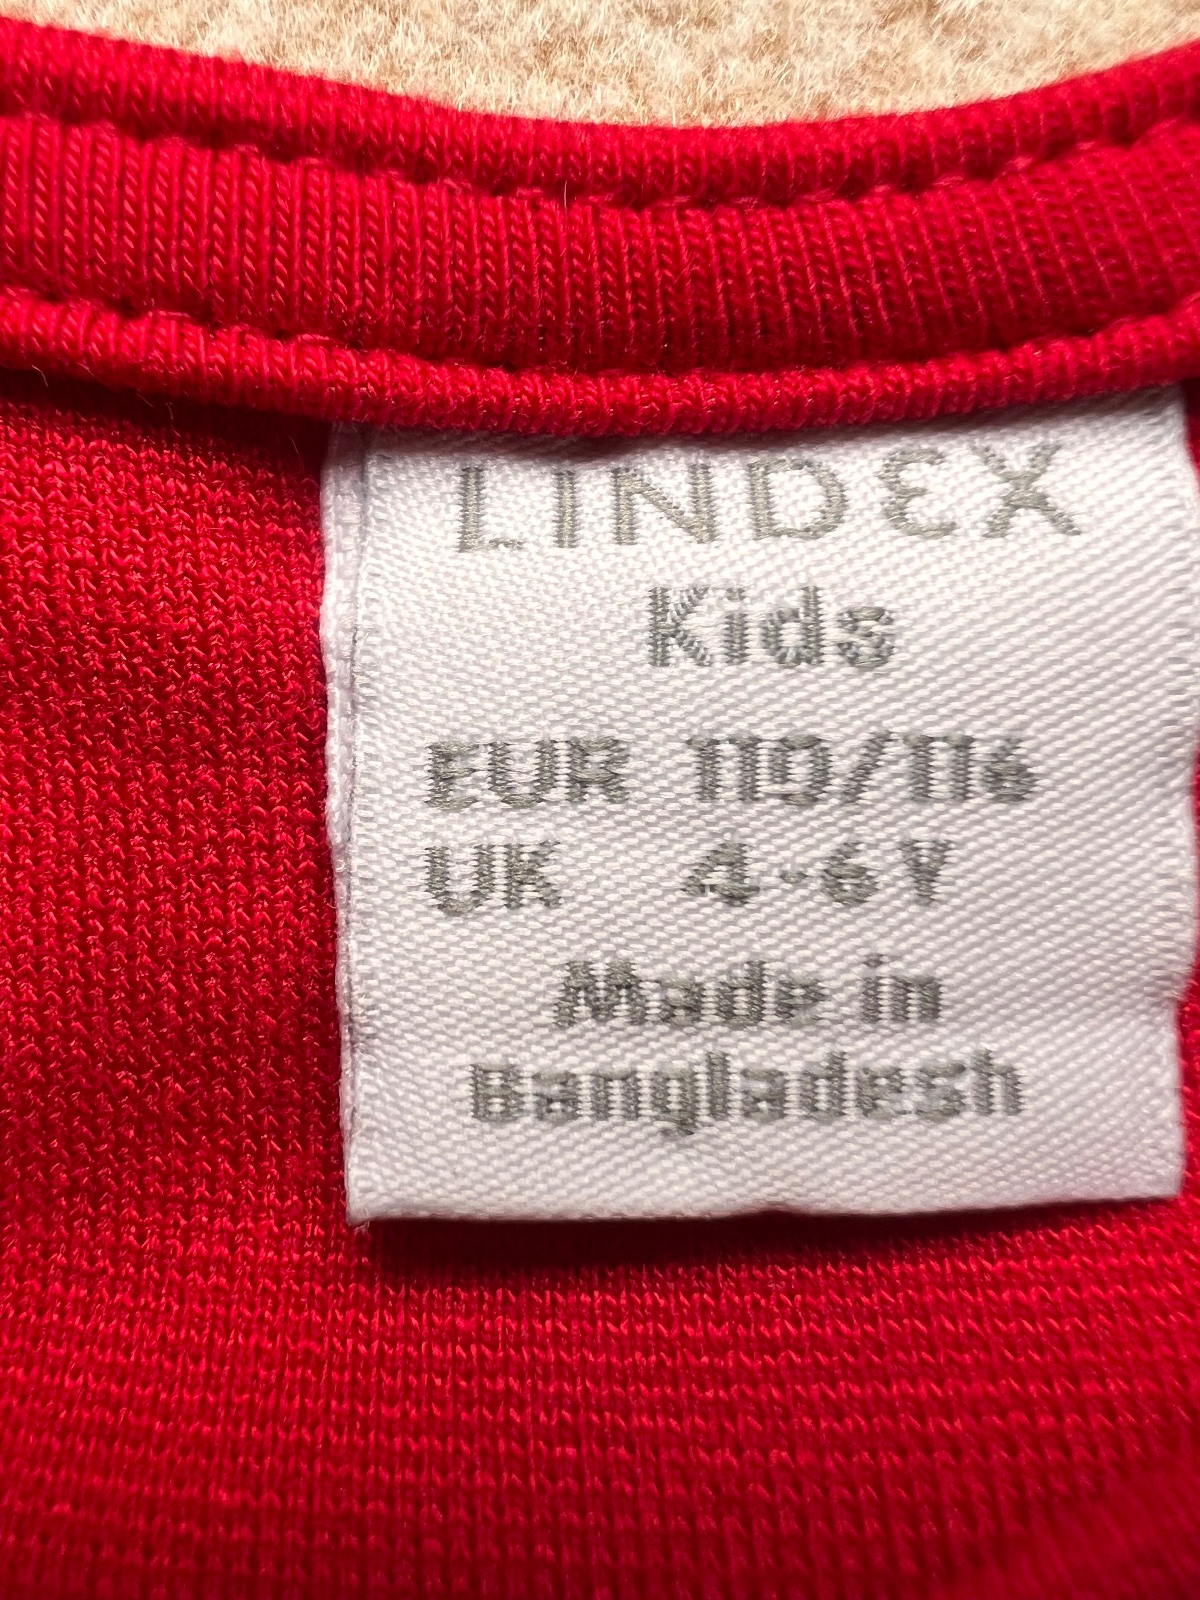 LINDEX
Kids
EUR 110/116
UK 4-6Y
Made in
Bangladesh